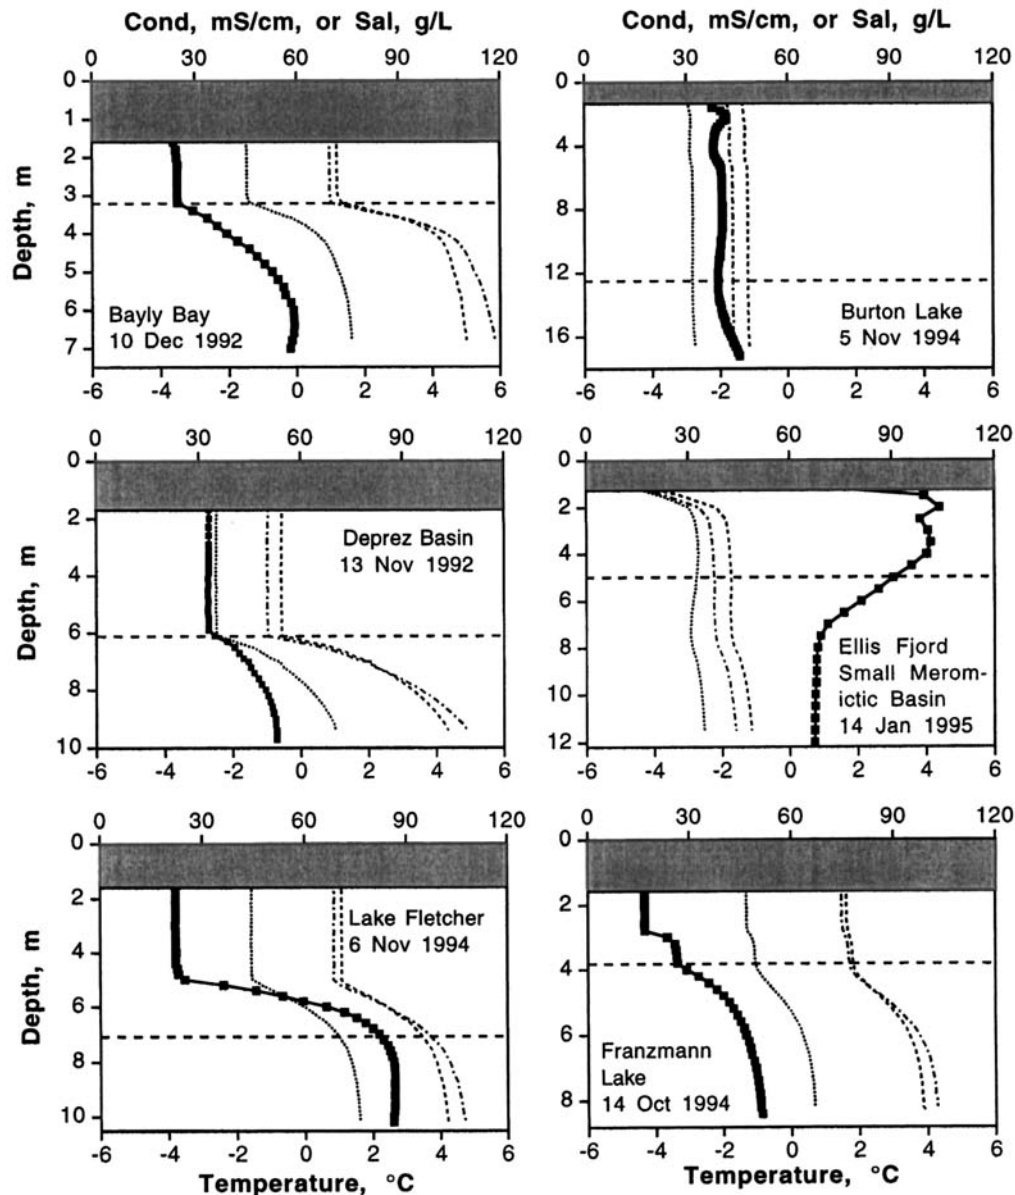 Cond, mS/cm, or Sal, g/L
Cond, mS/cm, or Sal, g/L
0 30 60 90 120
0 30 60 90 120
0
1
2
3
4
5
6
7
Depth, m
Bayly Bay
10 Dec 1992
-6 -4 -2 0 2 4 6
0
4
8
12
16
Burton Lake
5 Nov 1994
-6 -4 -2 0 2 4 6
0 30 60 90 120
0
2
4
6
8
10
Depth, m
Deprez Basin
13 Nov 1992
-6 -4 -2 0 2 4 6
0 30 60 90 120
0
2
4
6
8
10
12
Ellis Fjord
Small Merom-
ictic Basin
14 Jan 1995
-6 -4 -2 0 2 4 6
0 30 60 90 120
0
2
4
6
8
10
Depth, m
Lake Fletcher
6 Nov 1994
-6 -4 -2 0 2 4 6
Temperature, °C
0 30 60 90 120
0
2
4
6
8
Franzmann
Lake
14 Oct 1994
-6 -4 -2 0 2 4 6
Temperature, °C